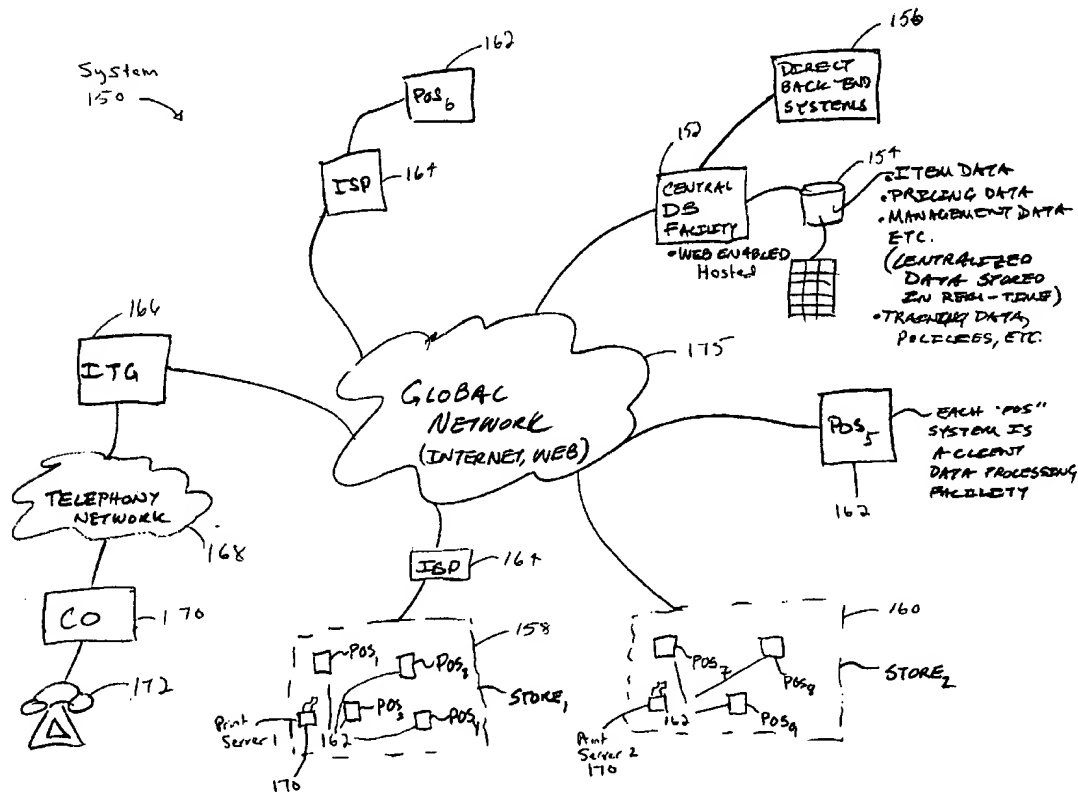 System
150
162
POS6
ISP
164
156
DIRECT
BACK-END
SYSTEMS
152
CENTRAL
DB
FACILITY
• WEB ENABLED
Hosted
154
• ITEM DATA
• PRICING DATA
• MANAGEMENT DATA
ETC.
(CENTRALIZED
DATA STORED
IN REAL-TIME)
• TRAINING DATA,
POLICIES, ETC.
166
ITG
175
GLOBAL
NETWORK
(INTERNET, WEB)
POS5
162
EACH "POS"
SYSTEM IS
A CLIENT
DATA PROCESSING
FACILITY
TELEPHONY
NETWORK
168
ISP
164
CO
170
172
158
POS1
POS2
POS3
POS4
STORE1
Print
Server 1
162
170
160
POS7
POS8
POS9
STORE2
162
Print
Server 2
170